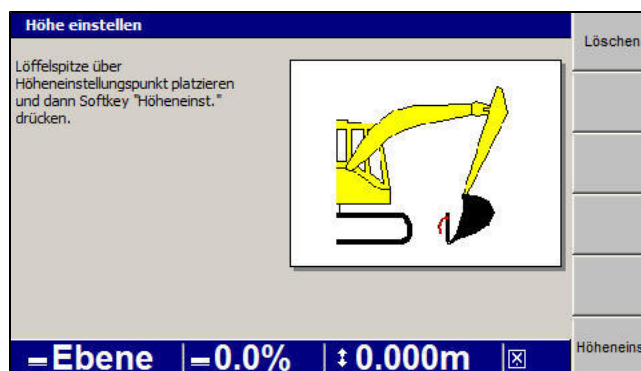 Höhe einstellen
Löschen
Löffelspitze über
Höheneinstellungspunkt platzieren
und dann Softkey "Höheneinst."
drücken.
Ebene
0.0%
0.000m
Höheneins